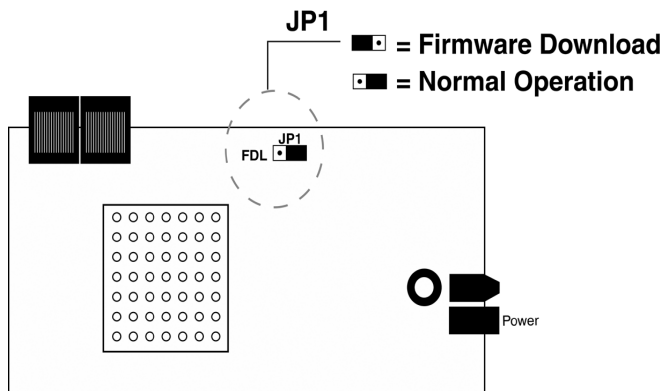 JP1
= Firmware Download
= Normal Operation
JP1
FDL
Power